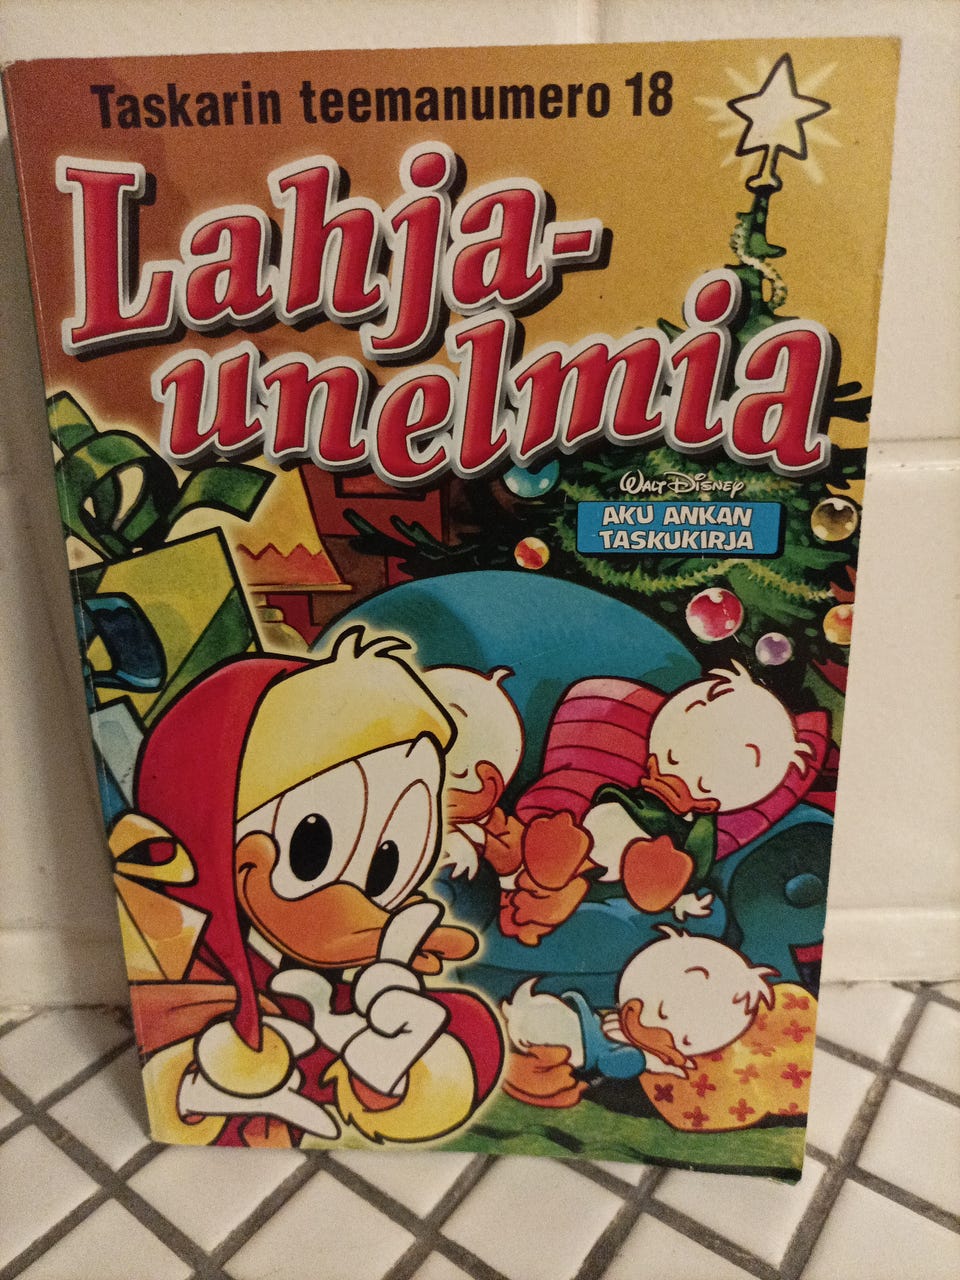 Taskarin teemanumero 18
Lahja-
unelmia
Walt Disney
AKU ANKAN
TASKUKIRJA